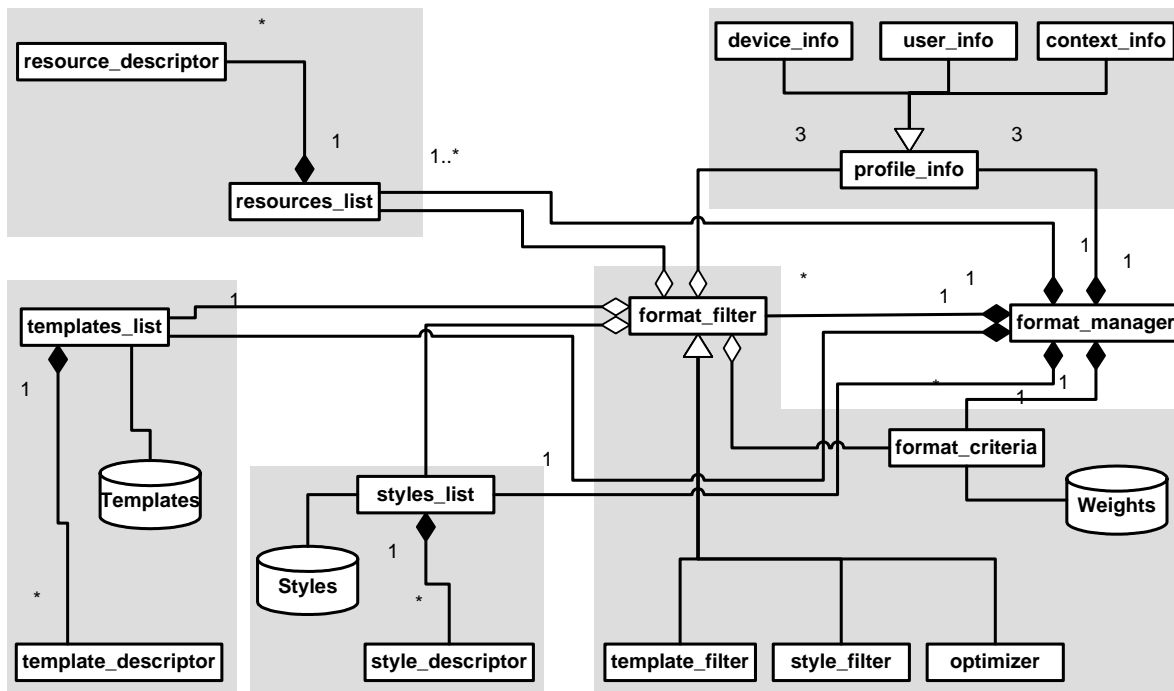 *
device_info
user_info
context_info
resource_descriptor
1
1..*
3
3
profile_info
resources_list
1
1
*
1
1
1
templates_list
format_filter
format_manager
1
*
1
1
format_criteria
1
Templates
styles_list
Weights
1
Styles
*
*
template_descriptor
style_descriptor
template_filter
style_filter
optimizer